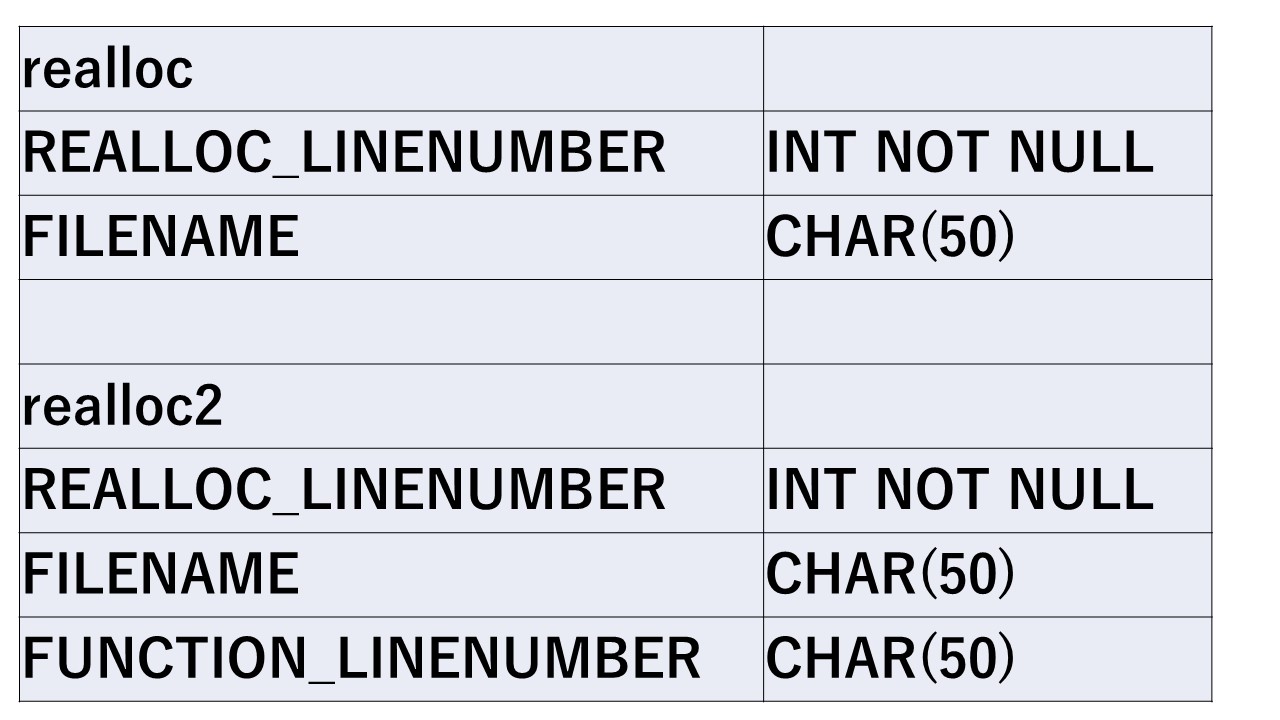 realloc
REALLOC_LINENUMBER INT NOT NULL
FILENAME CHAR(50)
realloc2
REALLOC_LINENUMBER INT NOT NULL
FILENAME CHAR(50)
FUNCTION_LINENUMBER CHAR(50)